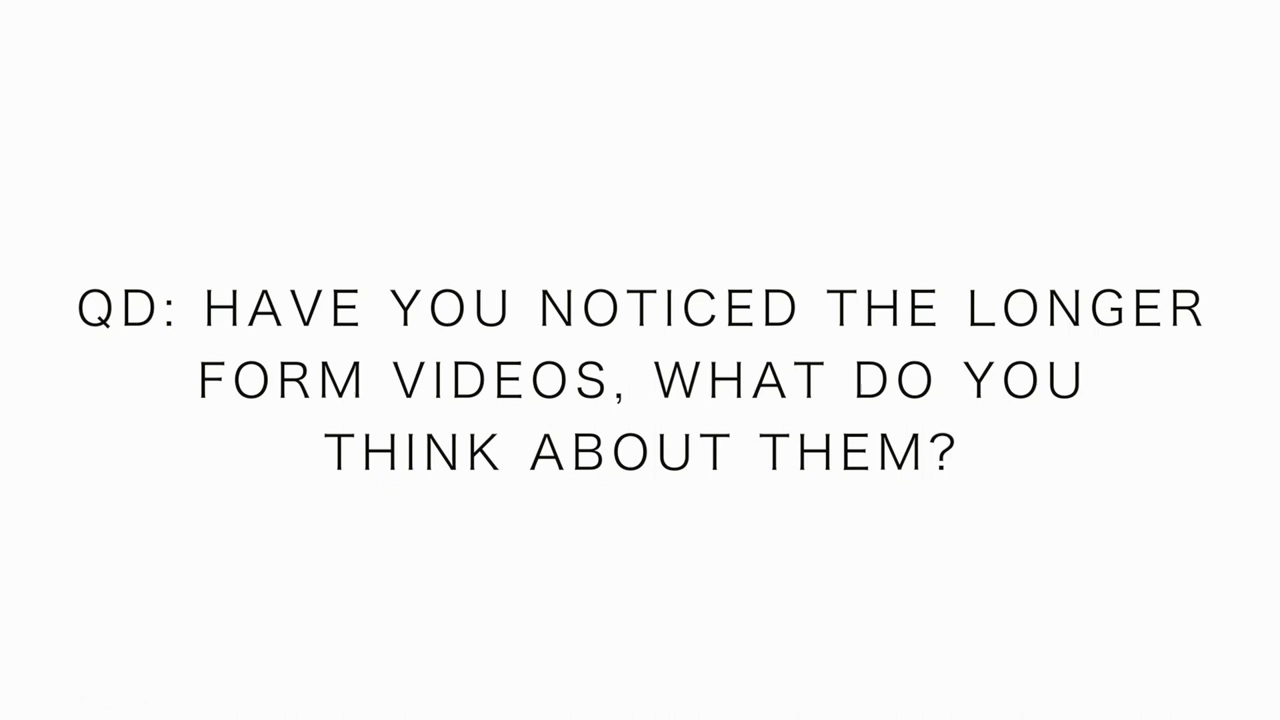 QD: HAVE YOU NOTICED THE LONGER
FORM VIDEOS, WHAT DO YOU
THINK ABOUT THEM?